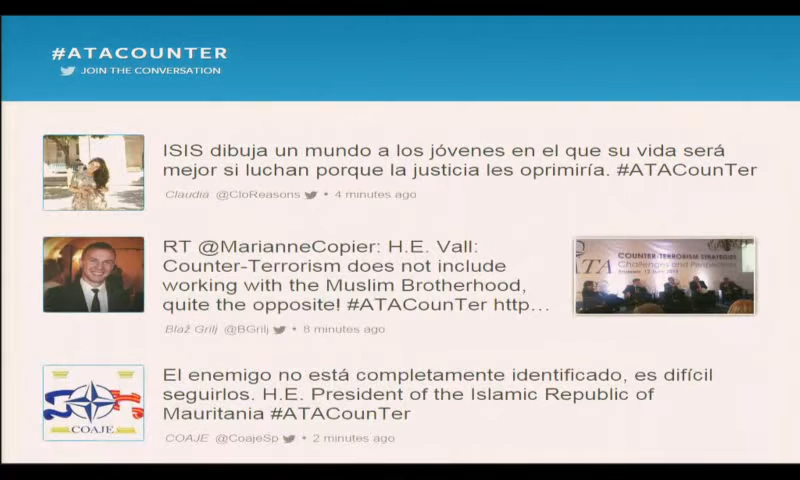 #ATACOUNTER
JOIN THE CONVERSATION
ISIS dibuja un mundo a los jóvenes en el que su vida será
mejor si luchan porque la justicia les oprimiría. #ATACounTer
Claudia @CloReasons • 4 minutes ago
RT @MarianneCopier: H.E. Vall:
Counter-Terrorism does not include
working with the Muslim Brotherhood,
quite the opposite! #ATACounTer http...
Blaž Grilj @BGrilj • 8 minutes ago
ATA
COUNTER-TERRORISM STRATEGIES
Challenges and Perspectives
El enemigo no está completamente identificado, es difícil
seguirlos. H.E. President of the Islamic Republic of
Mauritania #ATACounTer
COAJE
COAJE @CoajeSp • 2 minutes ago